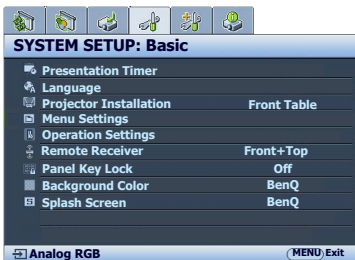 SYSTEM SETUP: Basic
Presentation Timer
Language
Projector Installation Front Table
Menu Settings
Operation Settings
Remote Receiver Front+Top
Panel Key Lock Off
Background Color BenQ
Splash Screen BenQ
Analog RGB MENU Exit